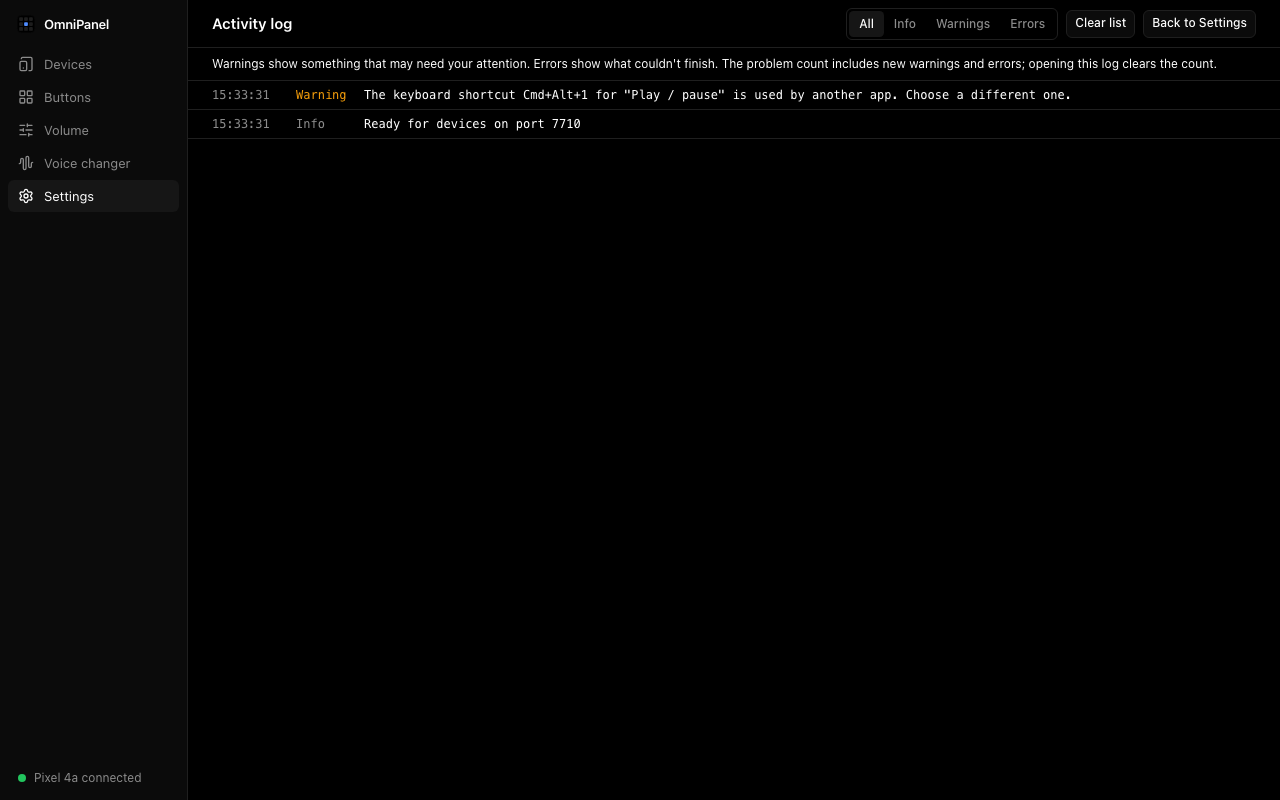 OmniPanel
Devices
Buttons
Volume
Voice changer
Settings
Pixel 4a connected
Activity log
All Info Warnings Errors Clear list Back to Settings
Warnings show something that may need your attention. Errors show what couldn't finish. The problem count includes new warnings and errors; opening this log clears the count.
15:33:31 Warning The keyboard shortcut Cmd+Alt+1 for "Play / pause" is used by another app. Choose a different one.
15:33:31 Info Ready for devices on port 7710